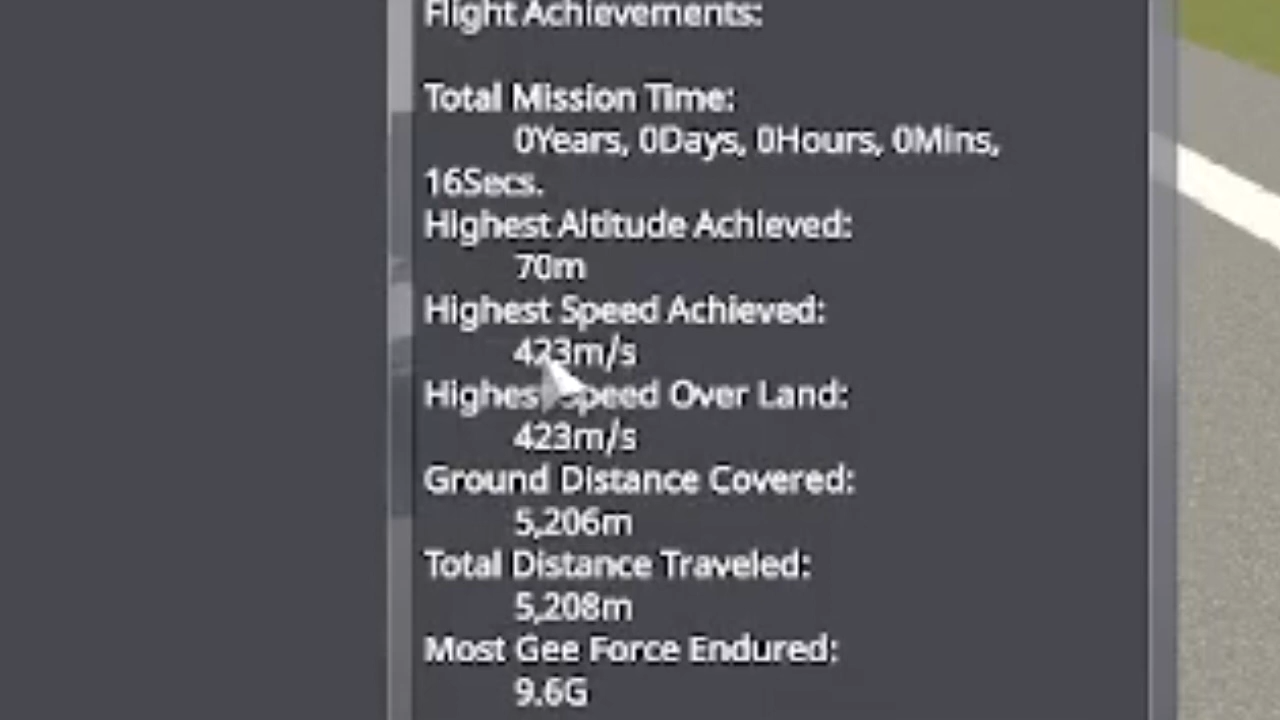 Flight Achievements:
Total Mission Time:
0Years, 0Days, 0Hours, 0Mins,
16Secs.
Highest Altitude Achieved:
70m
Highest Speed Achieved:
423m/s
Highest Speed Over Land:
423m/s
Ground Distance Covered:
5,206m
Total Distance Traveled:
5,208m
Most Gee Force Endured:
9.6G